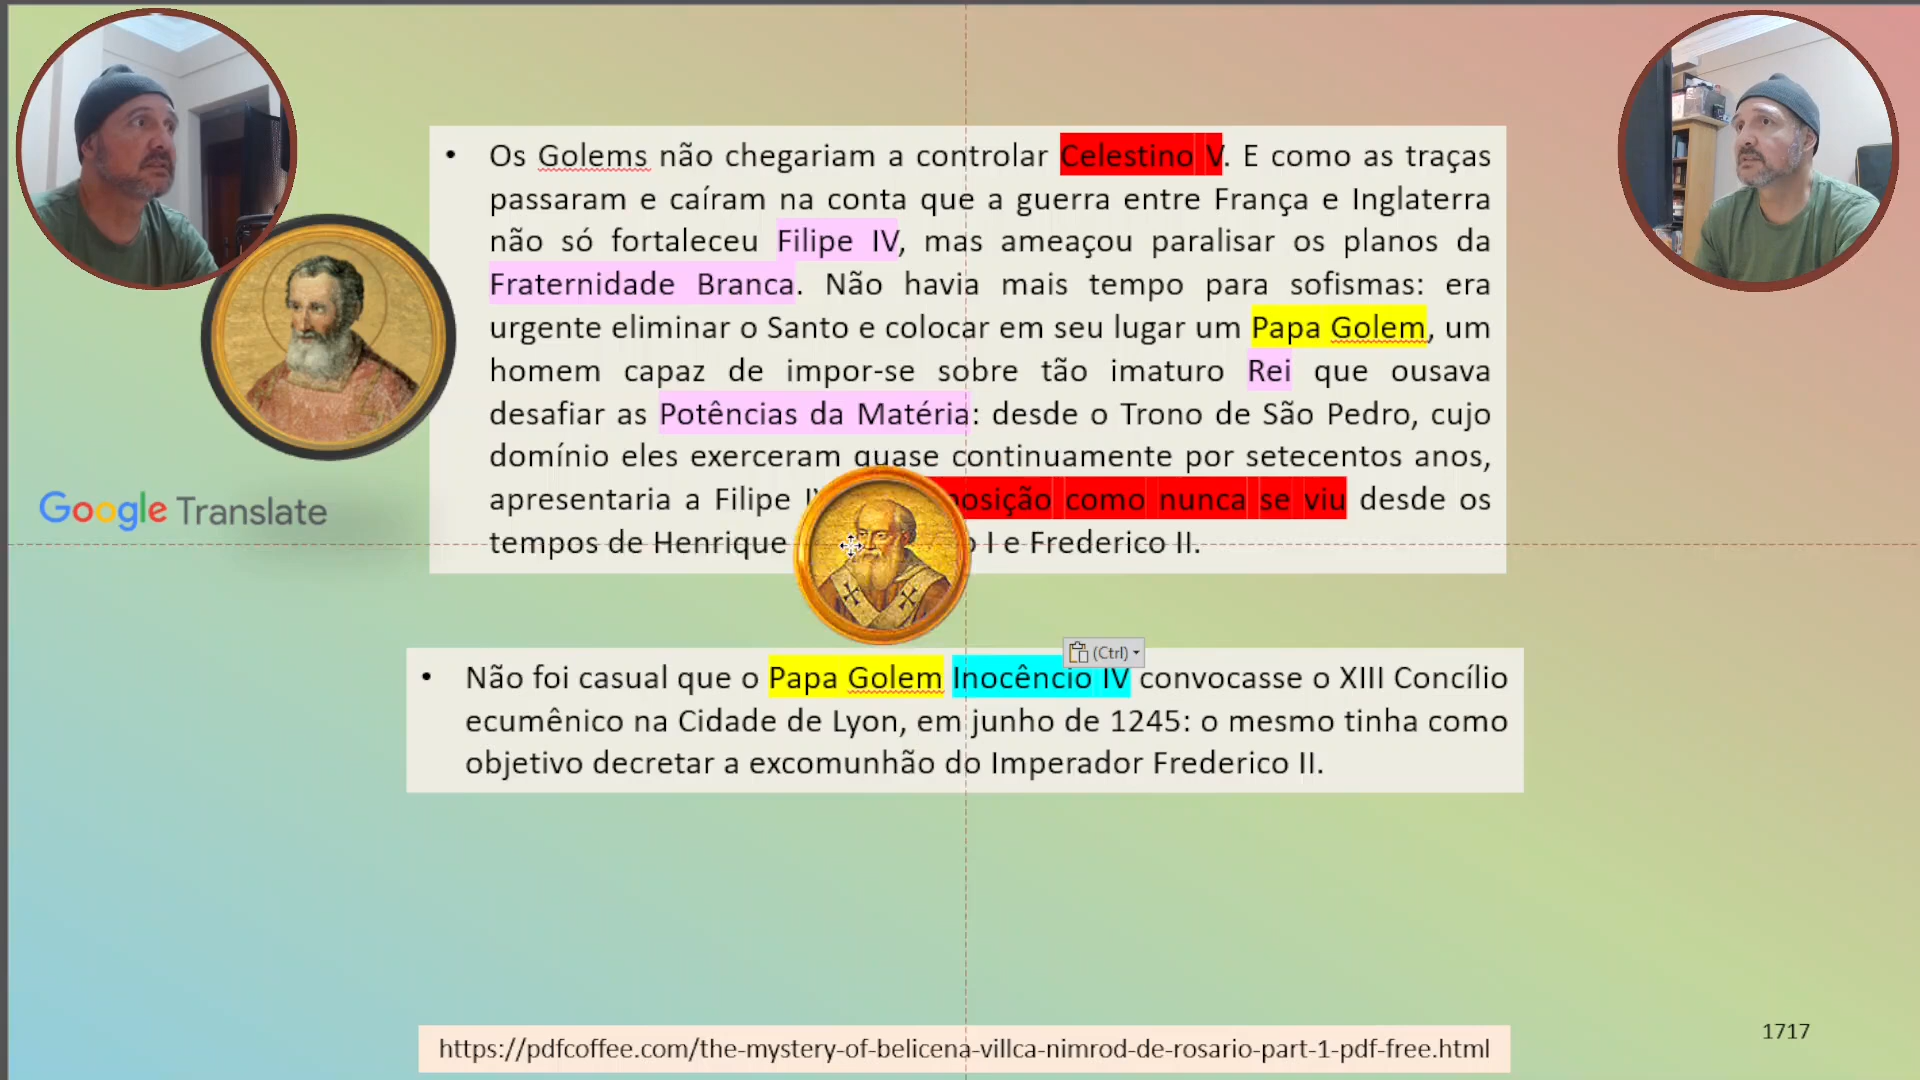 • Os Golems não chegariam a controlar Celestino V. E como as traças
passaram e caíram na conta que a guerra entre França e Inglaterra
não só fortaleceu Filipe IV, mas ameaçou paralisar os planos da
Fraternidade Branca. Não havia mais tempo para sofismas: era
urgente eliminar o Santo e colocar em seu lugar um Papa Golem, um
homem capaz de impor-se sobre tão imaturo Rei que ousava
desafiar as Potências da Matéria: desde o Trono de São Pedro, cujo
domínio eles exerceram quase continuamente por setecentos anos,
apresentaria a Filipe como nunca se viu desde os
tempos de Henrique I e Frederico II.
Google Translate
(Ctrl)
• Não foi casual que o Papa Golem Inocêncio IV convocasse o XIII Concílio
ecumênico na Cidade de Lyon, em junho de 1245: o mesmo tinha como
objetivo decretar a excomunhão do Imperador Frederico II.
1717
https://pdfcoffee.com/the-mystery-of-belicena-villca-nimrod-de-rosario-part-1-pdf-free.html